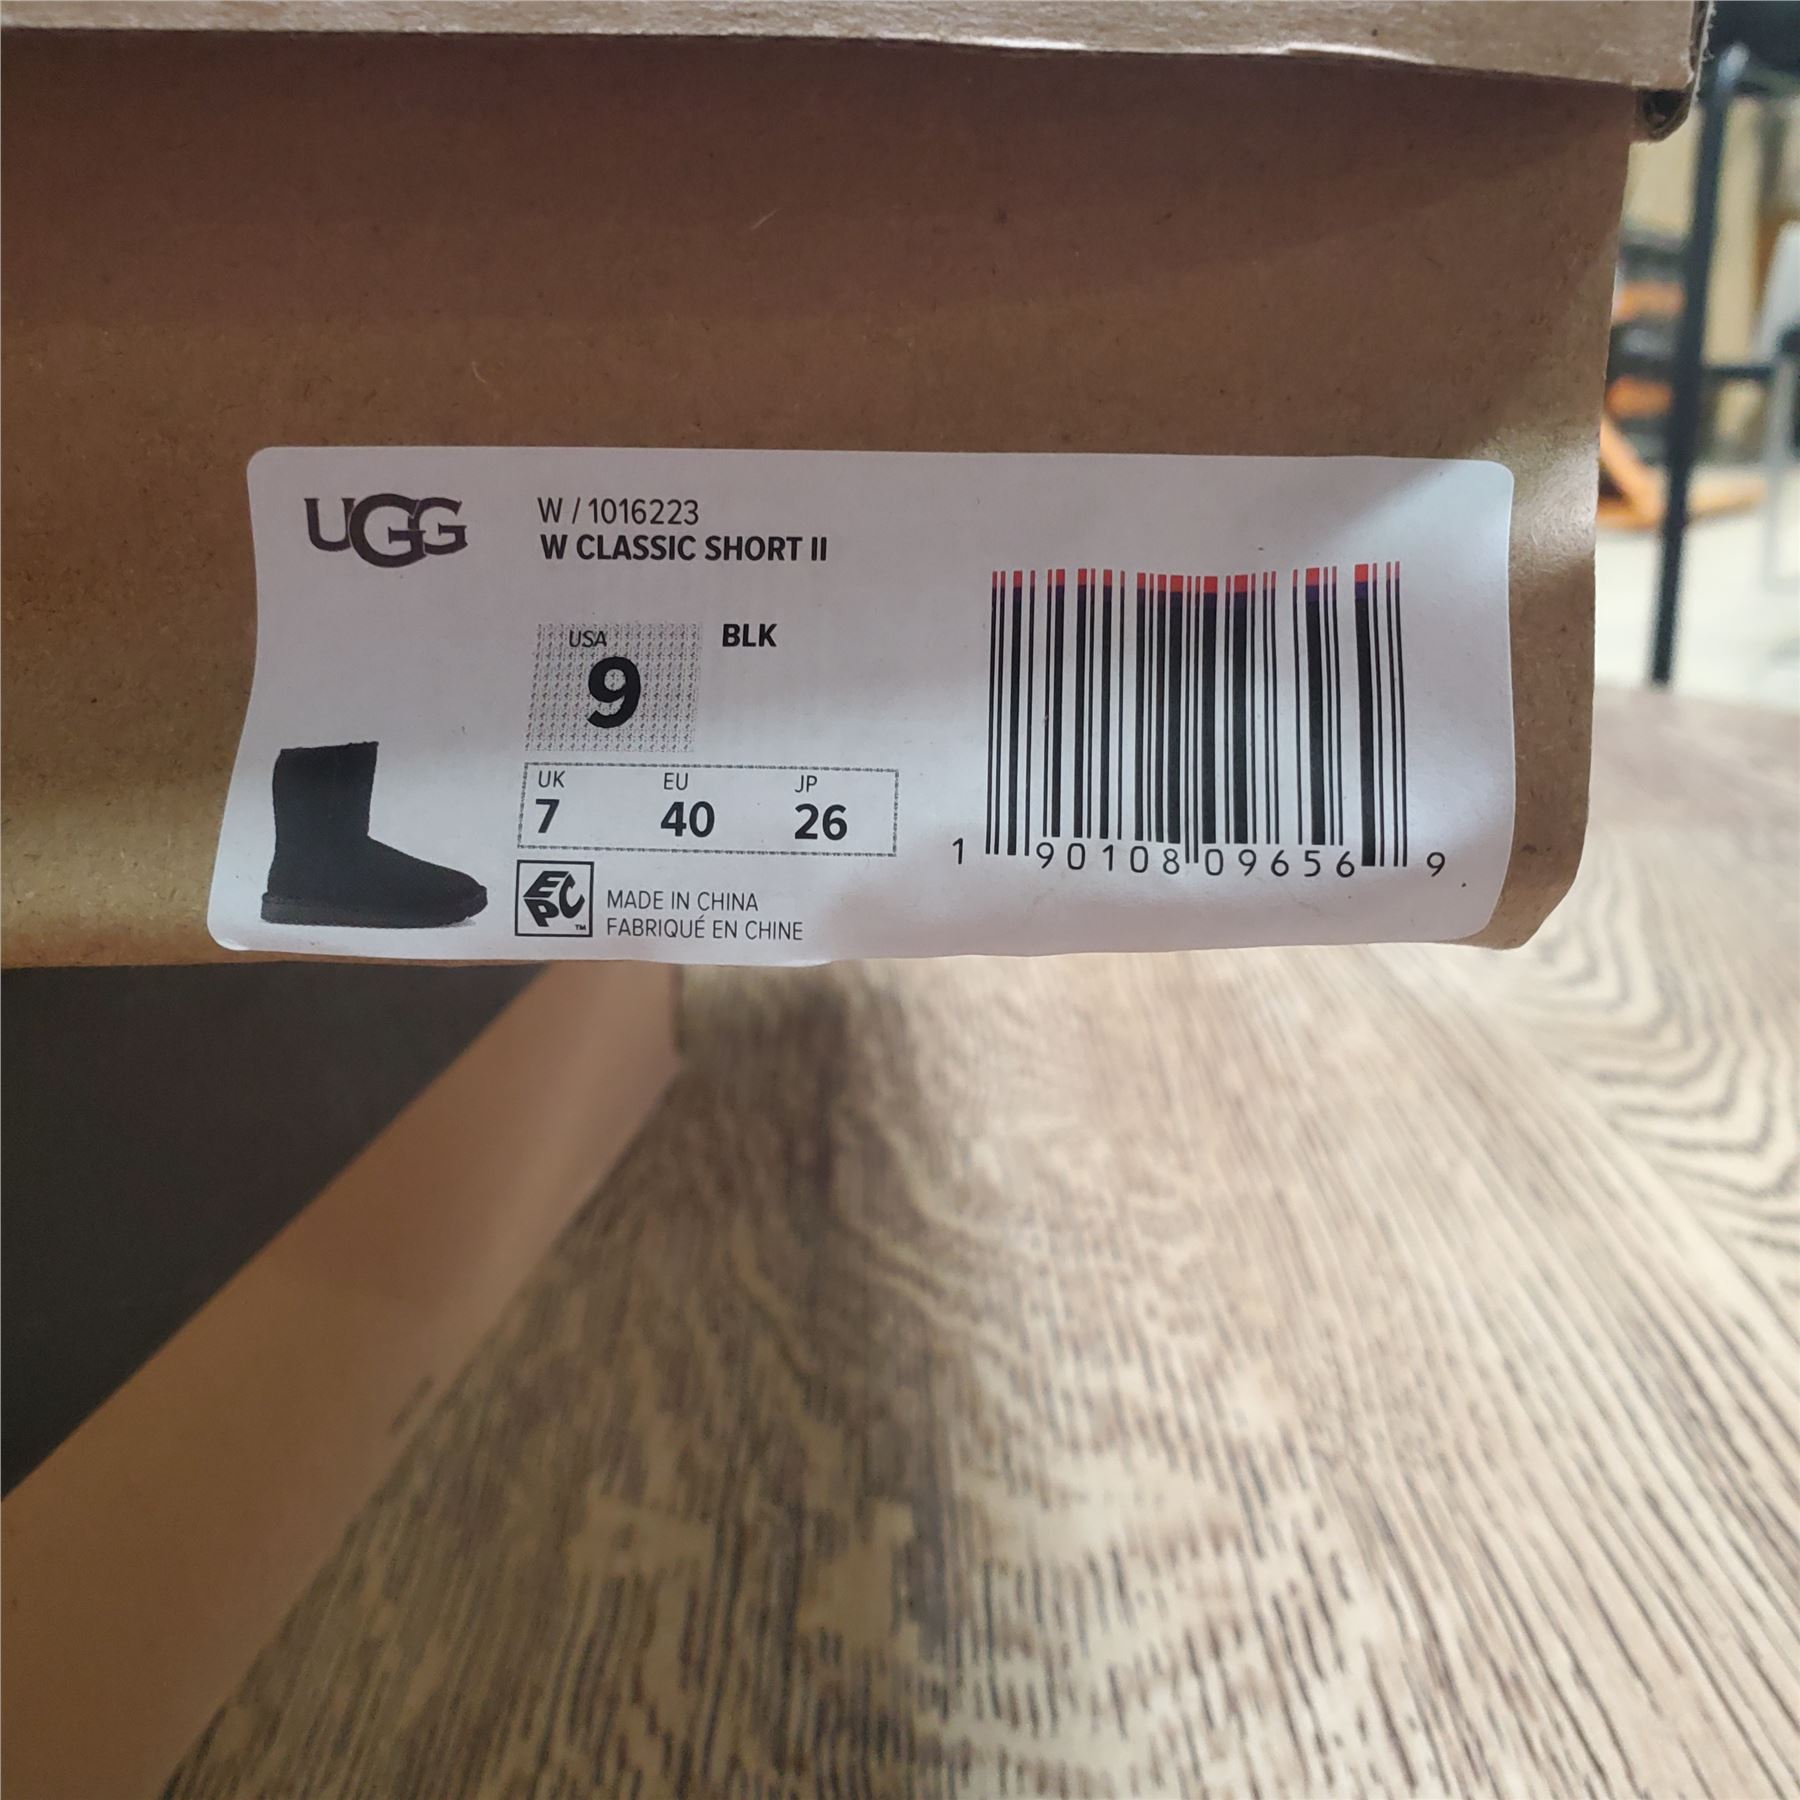 UGG
W / 1016223
W CLASSIC SHORT II
USA
9
BLK
UK EU JP
7 40 26
EPC™
MADE IN CHINA
FABRIQUÉ EN CHINE
1 90108 09656 9